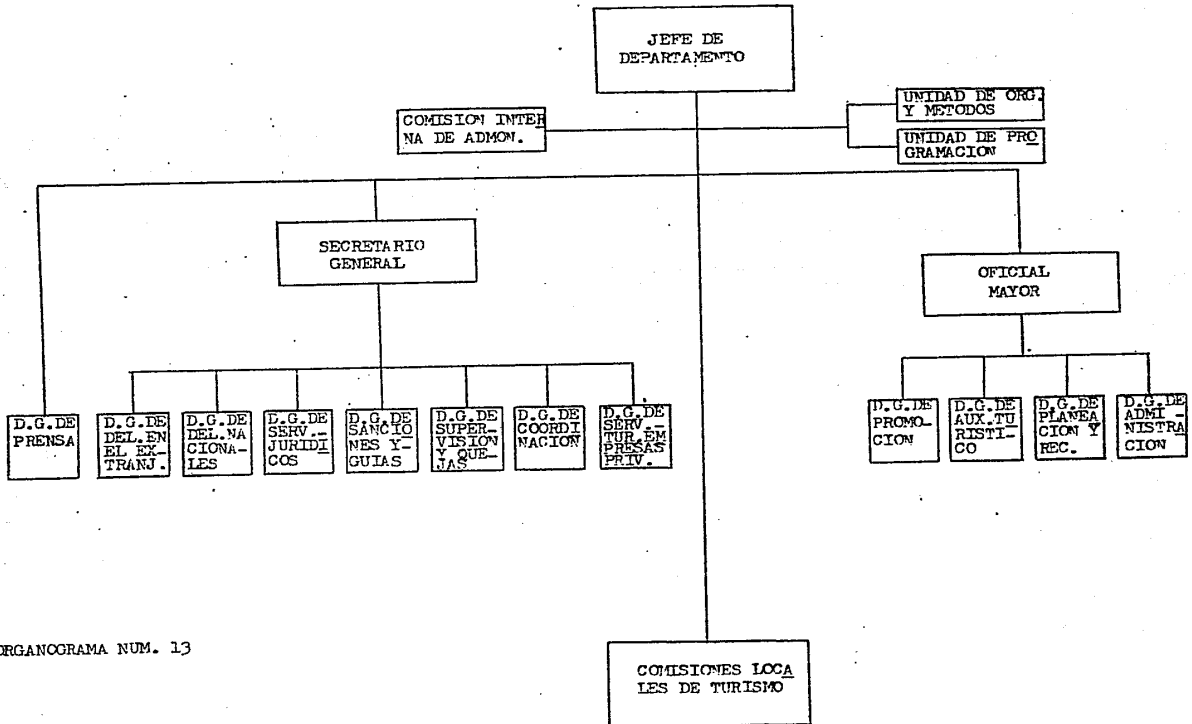 JEFE DE
DEPARTAMENTO
COMISION INTER
NA DE ADMON.
UNIDAD DE ORG.
Y METODOS
UNIDAD DE PRO
GRAMACION
SECRETARIO
GENERAL
OFICIAL
MAYOR
D.G.DE
PRENSA
D.G.DE
DEL.EN
EL EX-
TRANJ.
D.G.DE
DEL.NA
CIONA-
LES
D.G.DE
SERV.-
JURIDI
COS
D.G.DE
SANCIO
NES Y-
GUIAS
D.G.DE
SUPER-
VISION
Y QUE-
JAS
D.G.DE
COORDI
NACION
D.G.DE
SERV.-
TUR.EM
PRESAS
PRIV.
D.G.DE
PROMO-
CION
D.G.DE
AUX.TU
RISTI-
CO
D.G.DE
PLANEA
CION Y
REC.
D.G.DE
ADMI-
NISTRA
CION
ORGANOGRAMA NUM. 13
COMISIONES LOCA
LES DE TURISMO